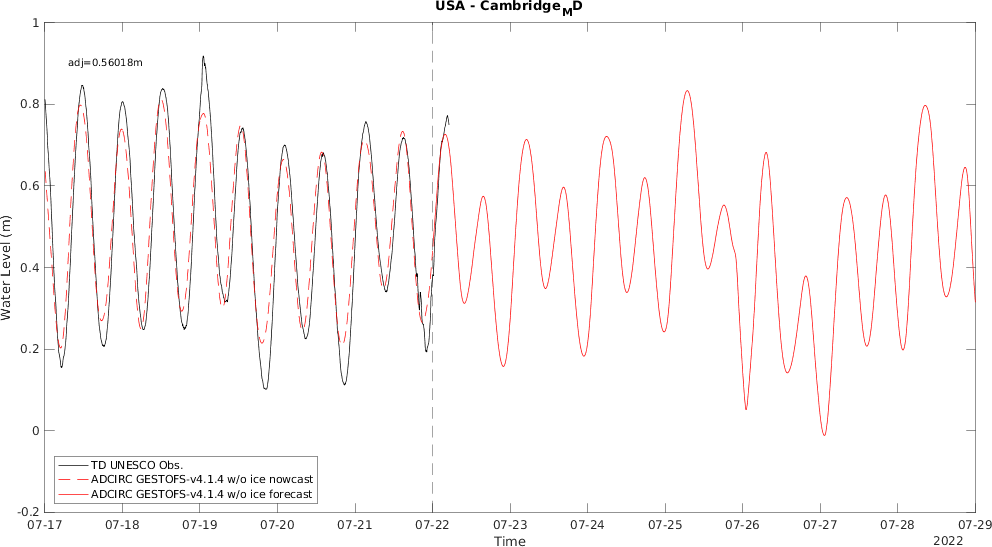 USA - Cambridge_MD
adj=0.56018m
Water Level (m)
1
0.8
0.6
0.4
0.2
0
-0.2
TD UNESCO Obs.
ADCIRC GESTOFS-v4.1.4 w/o ice nowcast
ADCIRC GESTOFS-v4.1.4 w/o ice forecast
07-17 07-18 07-19 07-20 07-21 07-22 07-23 07-24 07-25 07-26 07-27 07-28 07-29
Time
2022